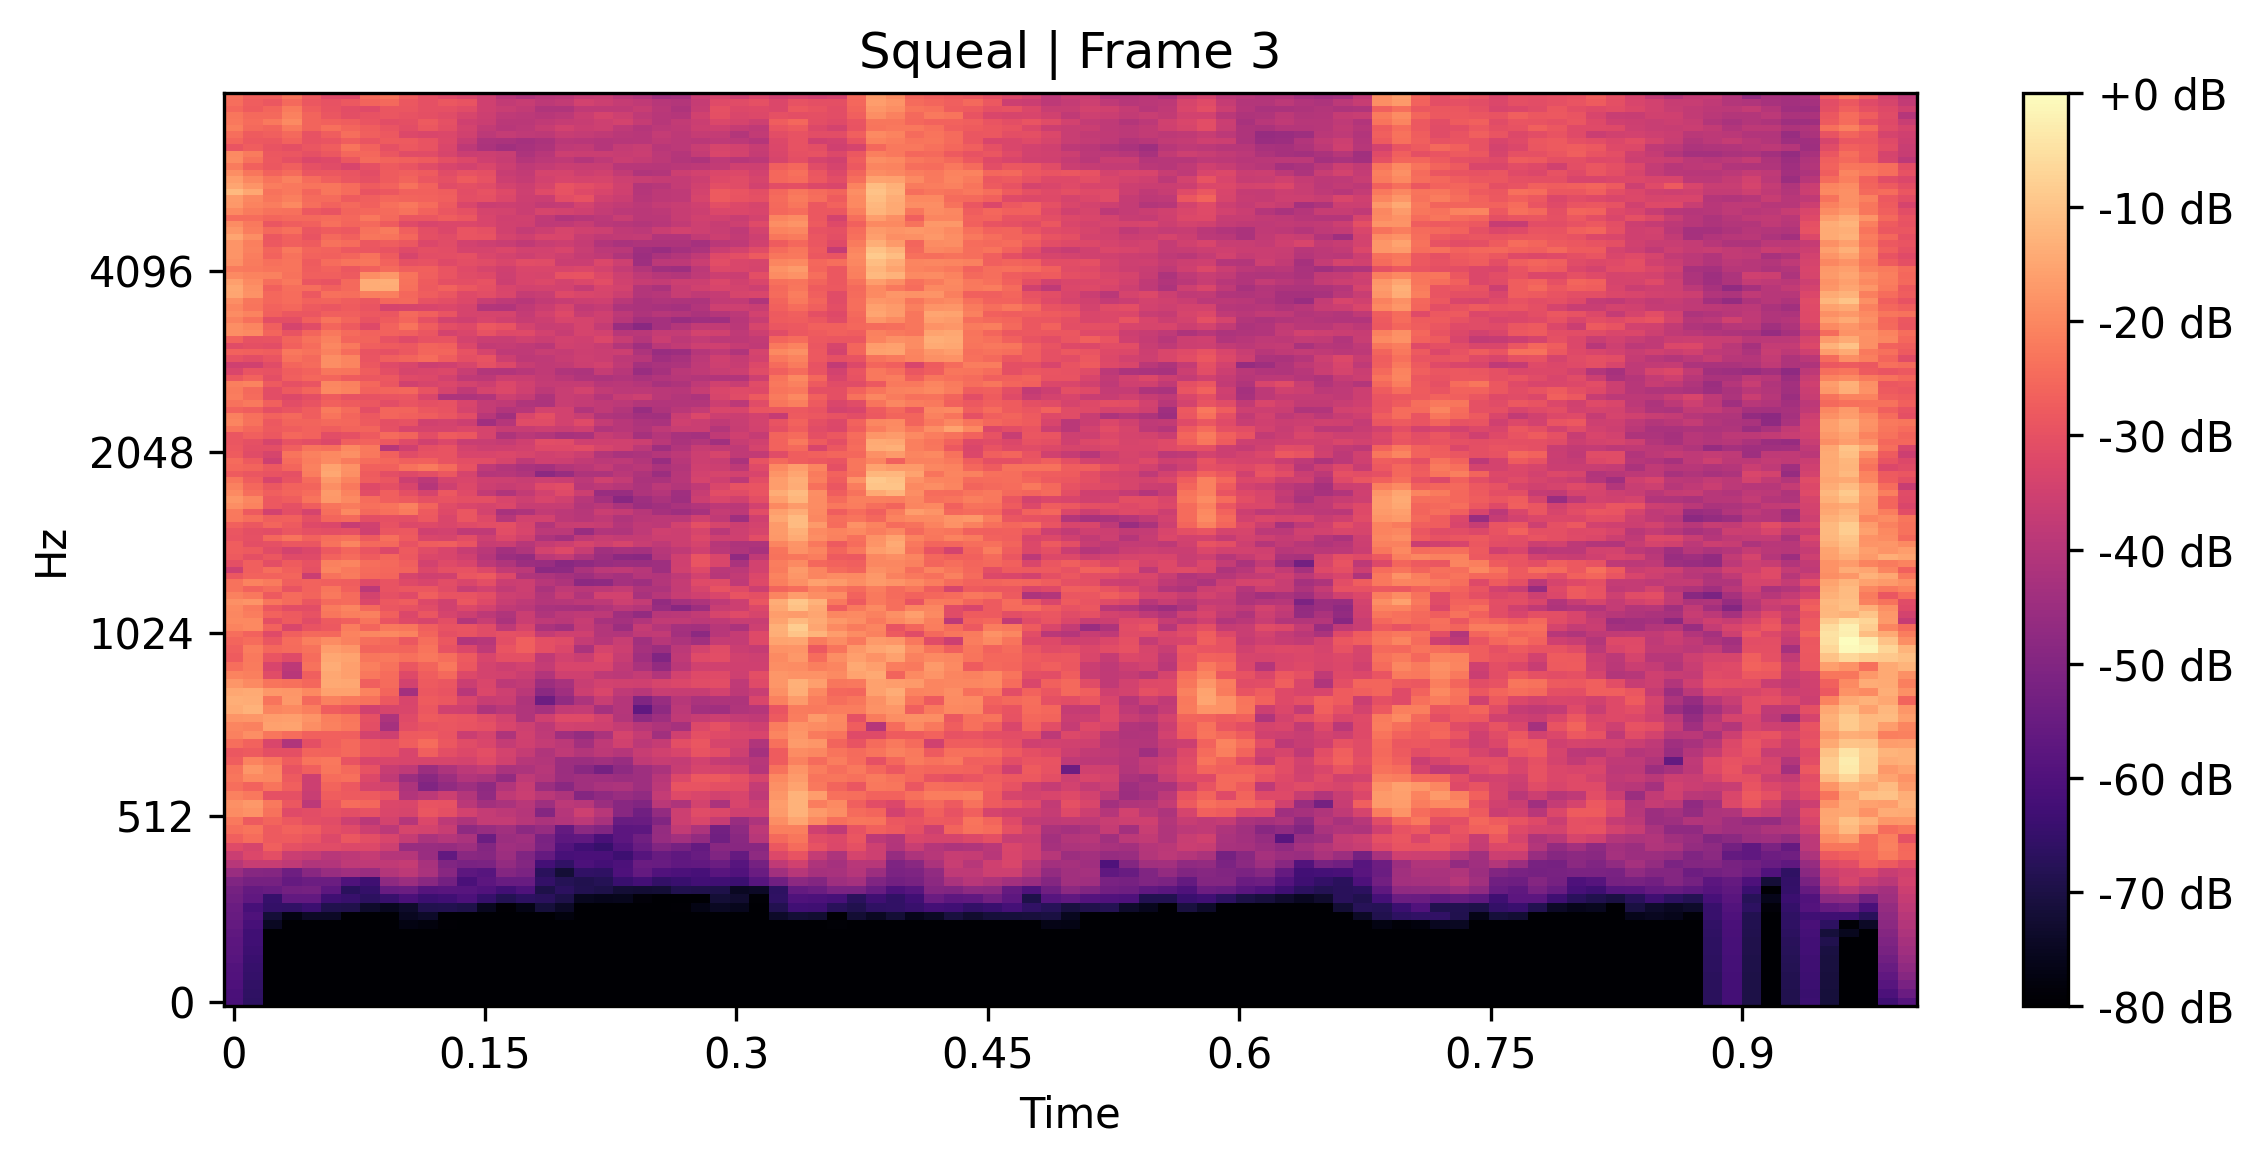 Squeal | Frame 3
Hz
4096
2048
1024
512
0
0 0.15 0.3 0.45 0.6 0.75 0.9
Time
+0 dB
-10 dB
-20 dB
-30 dB
-40 dB
-50 dB
-60 dB
-70 dB
-80 dB